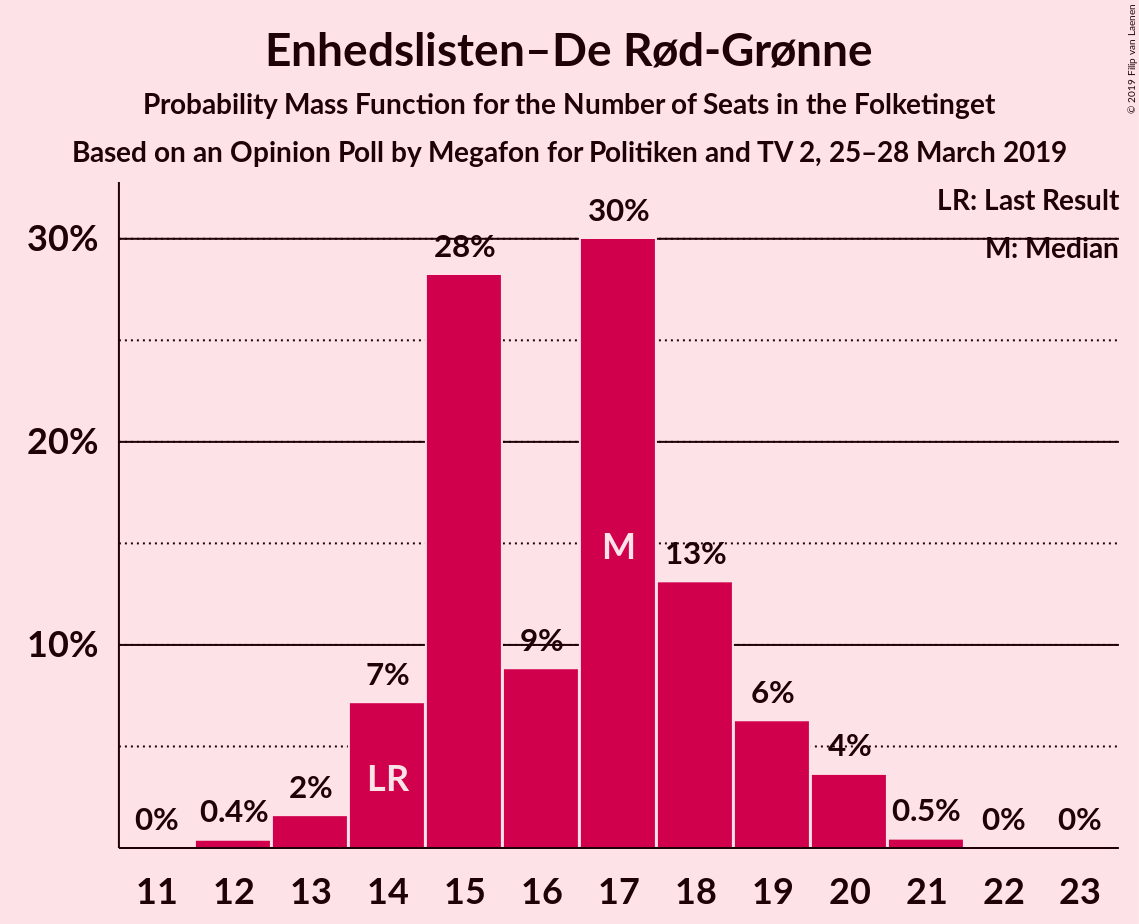 Enhedslisten–De Rød-Grønne
Probability Mass Function for the Number of Seats in the Folketinget
Based on an Opinion Poll by Megafon for Politiken and TV 2, 25–28 March 2019
© 2019 Filip van Laenen
LR: Last Result
M: Median
30%
20%
10%
0%
0.4%
2%
7%
28%
9%
30%
13%
6%
4%
0.5%
0%
0%
LR
M
11 12 13 14 15 16 17 18 19 20 21 22 23